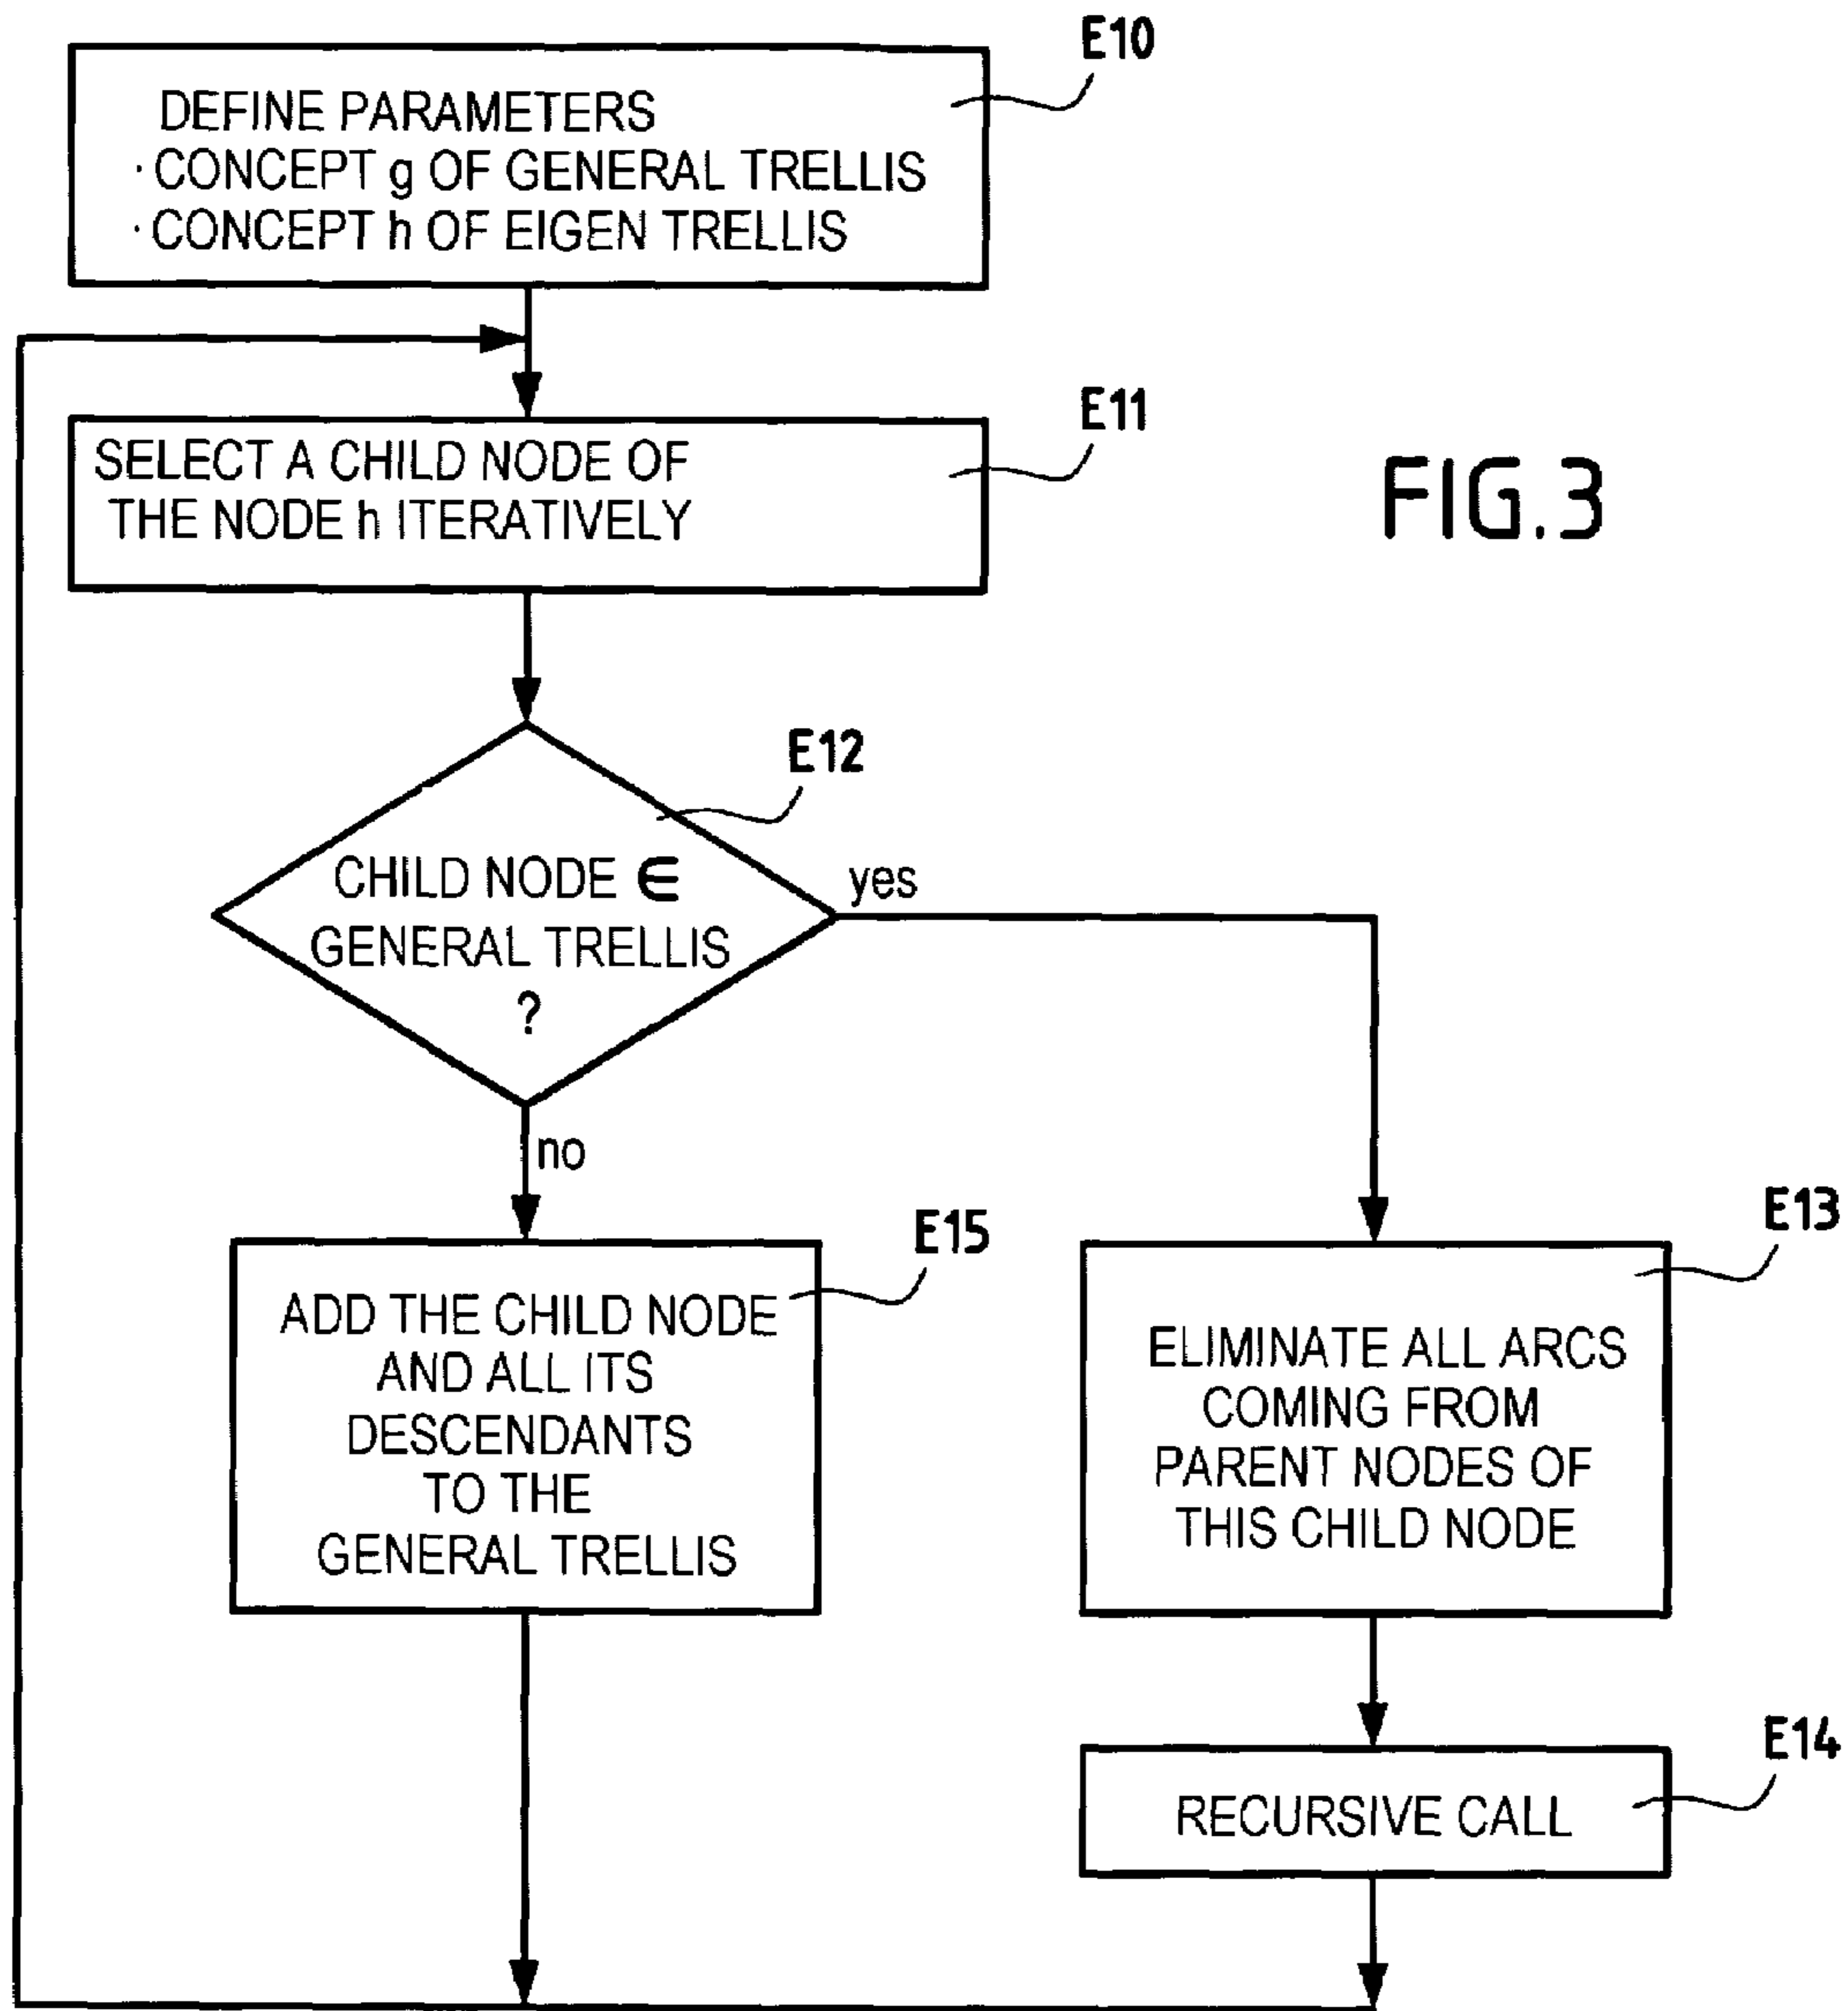 E10
DEFINE PARAMETERS
· CONCEPT g OF GENERAL TRELLIS
· CONCEPT h OF EIGEN TRELLIS
E11
SELECT A CHILD NODE OF
THE NODE h ITERATIVELY
FIG.3
E12
CHILD NODE ∈
GENERAL TRELLIS
?
yes
no
E15
ADD THE CHILD NODE
AND ALL ITS
DESCENDANTS
TO THE
GENERAL TRELLIS
E13
ELIMINATE ALL ARCS
COMING FROM
PARENT NODES OF
THIS CHILD NODE
E14
RECURSIVE CALL